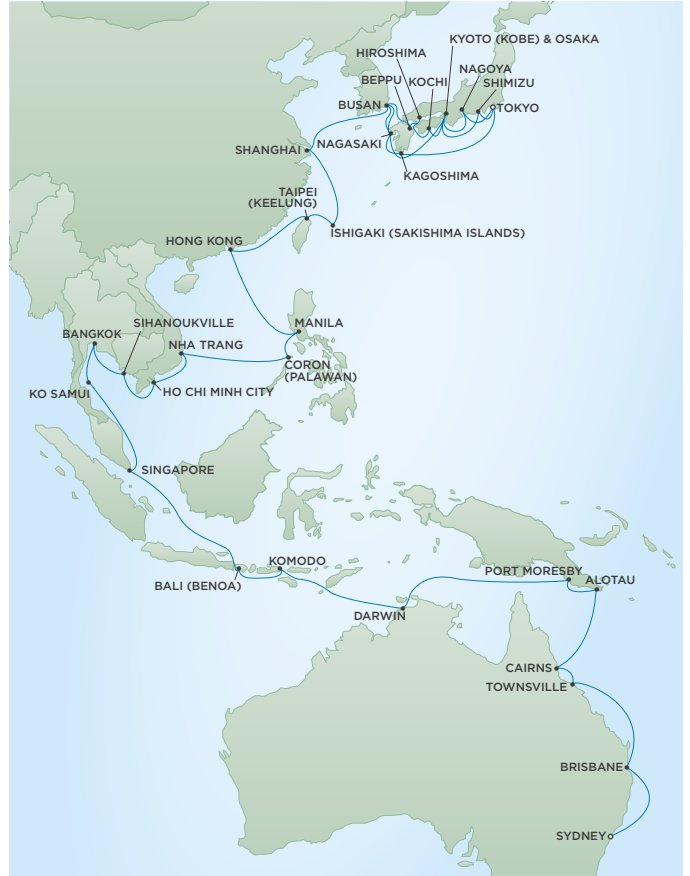 KYOTO (KOBE) & OSAKA
HIROSHIMA
NAGOYA
BEPPU
KOCHI
SHIMIZU
BUSAN
TOKYO
NAGASAKI
SHANGHAI
KAGOSHIMA
TAIPEI
(KEELUNG)
ISHIGAKI (SAKISHIMA ISLANDS)
HONG KONG
SIHANOUKVILLE
MANILA
BANGKOK
NHA TRANG
CORON
(PALAWAN)
KO SAMUI
HO CHI MINH CITY
SINGAPORE
KOMODO
PORT MORESBY
ALOTAU
BALI (BENOA)
DARWIN
CAIRNS
TOWNSVILLE
BRISBANE
SYDNEY